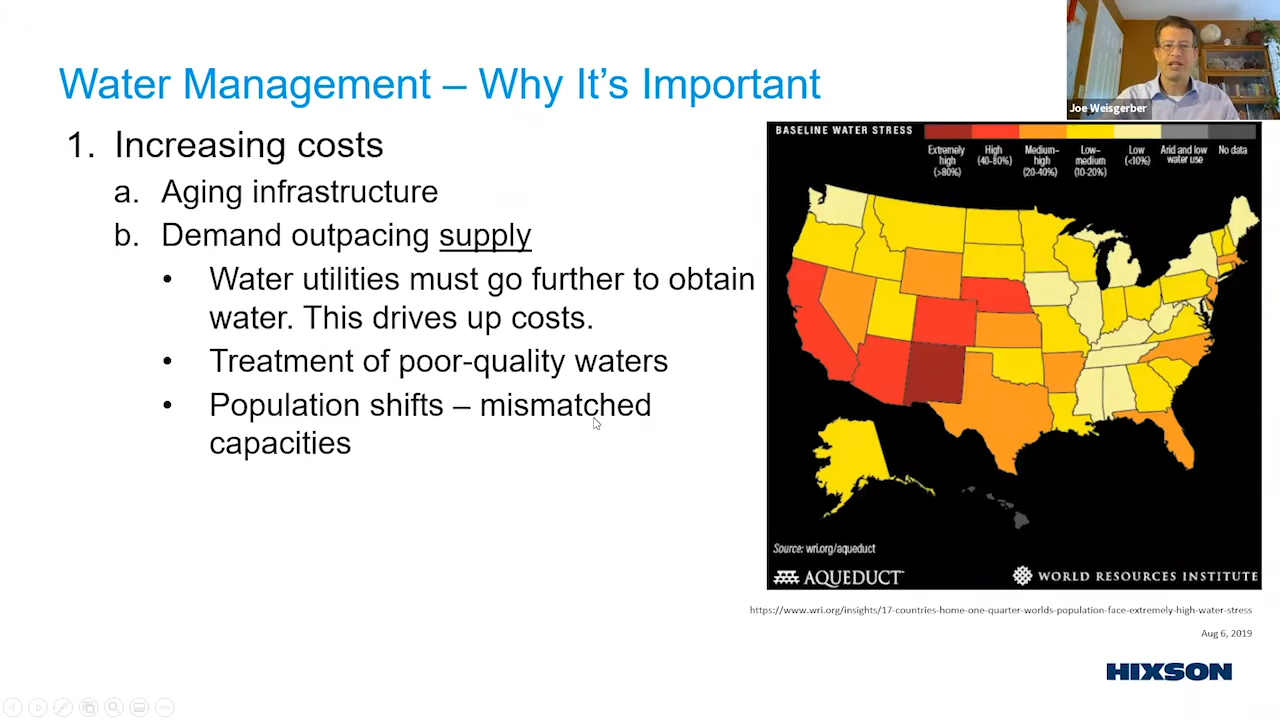 Water Management – Why It’s Important
Joe Weisgerber
1. Increasing costs
a. Aging infrastructure
b. Demand outpacing supply
• Water utilities must go further to obtain
water. This drives up costs.
• Treatment of poor-quality waters
• Population shifts – mismatched
capacities
BASELINE WATER STRESS
Extremely
high
(>80%)
High
(40-80%)
Medium-
high
(20-40%)
Low-
medium
(10-20%)
Low
(<10%)
Arid and low
water use
No data
Source: wri.org/aqueduct
AQUEDUCT™
WORLD RESOURCES INSTITUTE
https://www.wri.org/insights/17-countries-home-one-quarter-worlds-population-face-extremely-high-water-stress
Aug 6, 2019
HIXSON